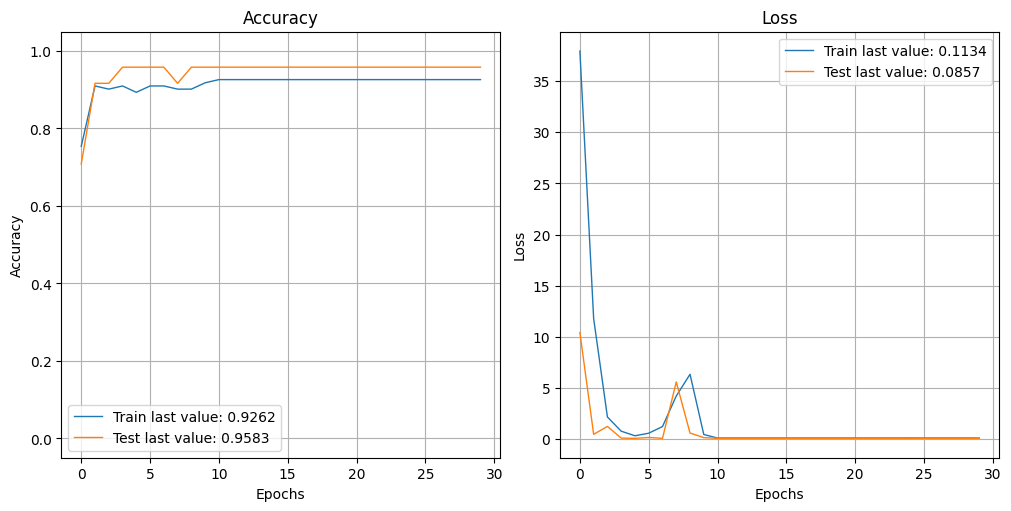 Accuracy
1.0
0.8
0.6
0.4
0.2
0.0
Accuracy
Train last value: 0.9262
Test last value: 0.9583
0 5 10 15 20 25 30
Epochs
Loss
35
30
25
20
15
10
5
0
Loss
Train last value: 0.1134
Test last value: 0.0857
0 5 10 15 20 25 30
Epochs